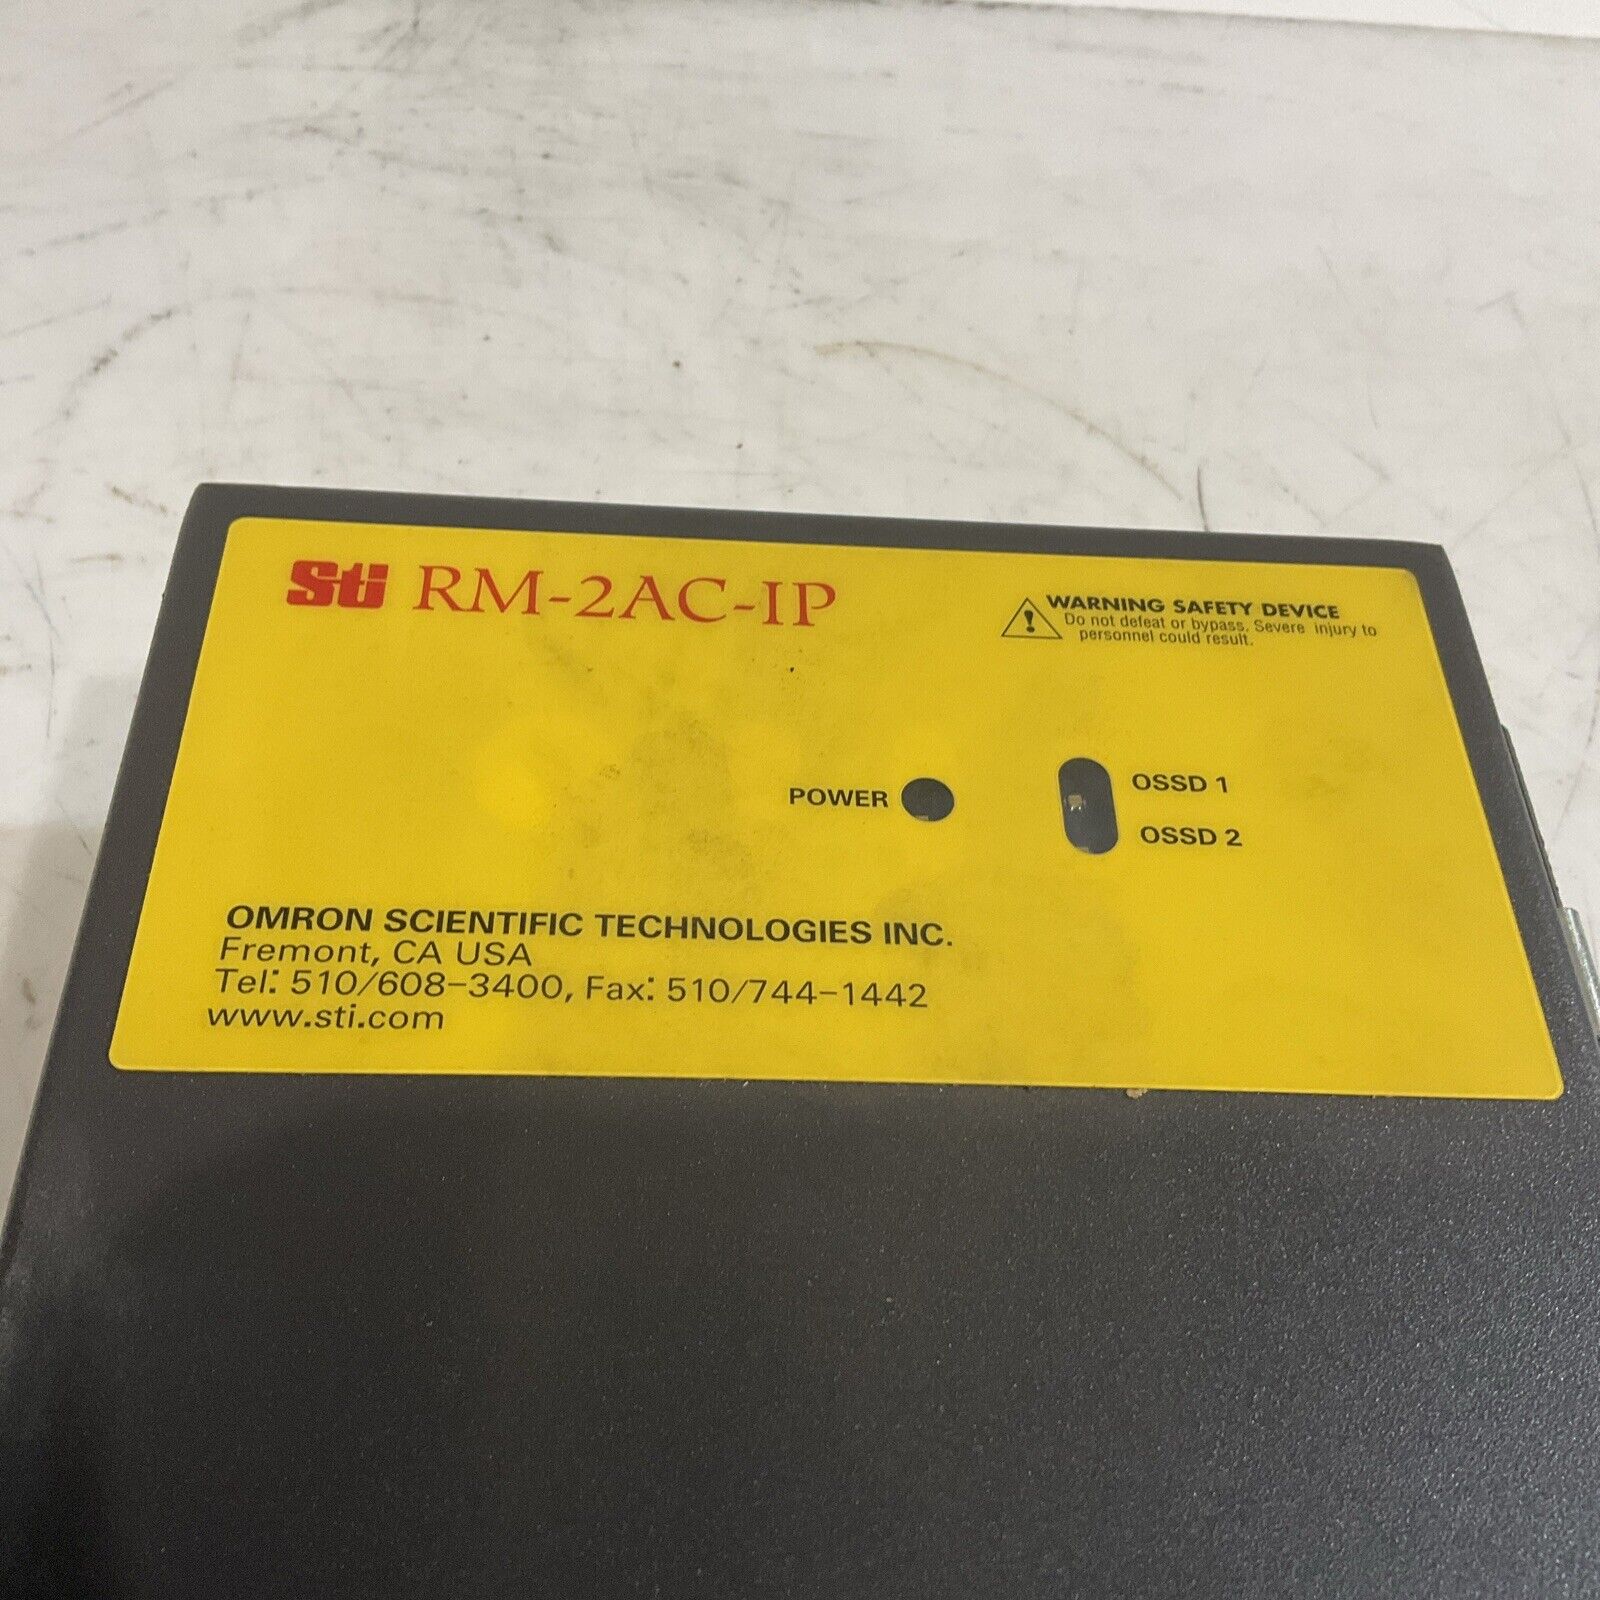 Sti RM-2AC-IP
WARNING SAFETY DEVICE
Do not defeat or bypass. Severe injury to
personnel could result.
POWER
OSSD 1
OSSD 2
OMRON SCIENTIFIC TECHNOLOGIES INC.
Fremont, CA USA
Tel: 510/608-3400, Fax: 510/744-1442
www.sti.com